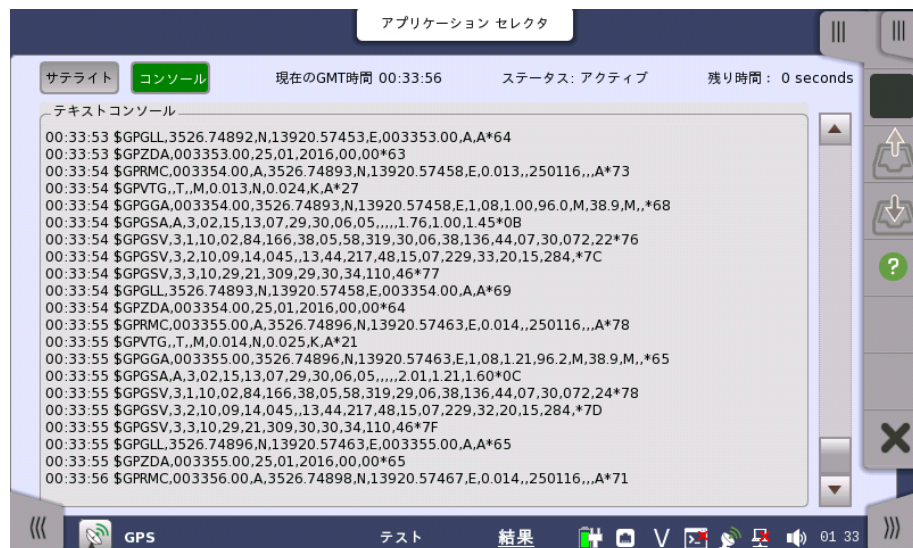 アプリケーション セレクタ
サテライト コンソール 現在のGMT時間 00:33:56 ステータス: アクティブ 残り時間： 0 seconds
テキストコンソール
00:33:53 $GPGLL,3526.74892,N,13920.57453,E,003353.00,A,A*64
00:33:53 $GPZDA,003353.00,25,01,2016,00,00*63
00:33:54 $GPRMC,003354.00,A,3526.74893,N,13920.57458,E,0.013,,250116,,,A*73
00:33:54 $GPVTG,,T,,M,0.013,N,0.024,K,A*27
00:33:54 $GPGGA,003354.00,3526.74893,N,13920.57458,E,1,08,1.00,96.0,M,38.9,M,,*68
00:33:54 $GPGSA,A,3,02,15,13,07,29,30,06,05,,,,,1.76,1.00,1.45*0B
00:33:54 $GPGSV,3,1,10,02,84,166,38,05,58,319,30,06,38,136,44,07,30,072,22*76
00:33:54 $GPGSV,3,2,10,09,14,045,,13,44,217,48,15,07,229,33,20,15,284,*7C
00:33:54 $GPGSV,3,3,10,29,21,309,29,30,34,110,46*77
00:33:54 $GPGLL,3526.74893,N,13920.57458,E,003354.00,A,A*69
00:33:54 $GPZDA,003354.00,25,01,2016,00,00*64
00:33:55 $GPRMC,003355.00,A,3526.74896,N,13920.57463,E,0.014,,250116,,,A*78
00:33:55 $GPVTG,,T,,M,0.014,N,0.025,K,A*21
00:33:55 $GPGGA,003355.00,3526.74896,N,13920.57463,E,1,08,1.21,96.2,M,38.9,M,,*65
00:33:55 $GPGSA,A,3,02,15,13,07,29,30,06,05,,,,,2.01,1.21,1.60*0C
00:33:55 $GPGSV,3,1,10,02,84,166,38,05,58,319,29,06,38,136,44,07,30,072,24*78
00:33:55 $GPGSV,3,2,10,09,14,045,,13,44,217,48,15,07,229,32,20,15,284,*7D
00:33:55 $GPGSV,3,3,10,29,21,309,30,30,34,110,46*7F
00:33:55 $GPGLL,3526.74896,N,13920.57463,E,003355.00,A,A*65
00:33:55 $GPZDA,003355.00,25,01,2016,00,00*65
00:33:56 $GPRMC,003356.00,A,3526.74898,N,13920.57467,E,0.014,,250116,,,A*71
GPS テスト 結果 V 01 33